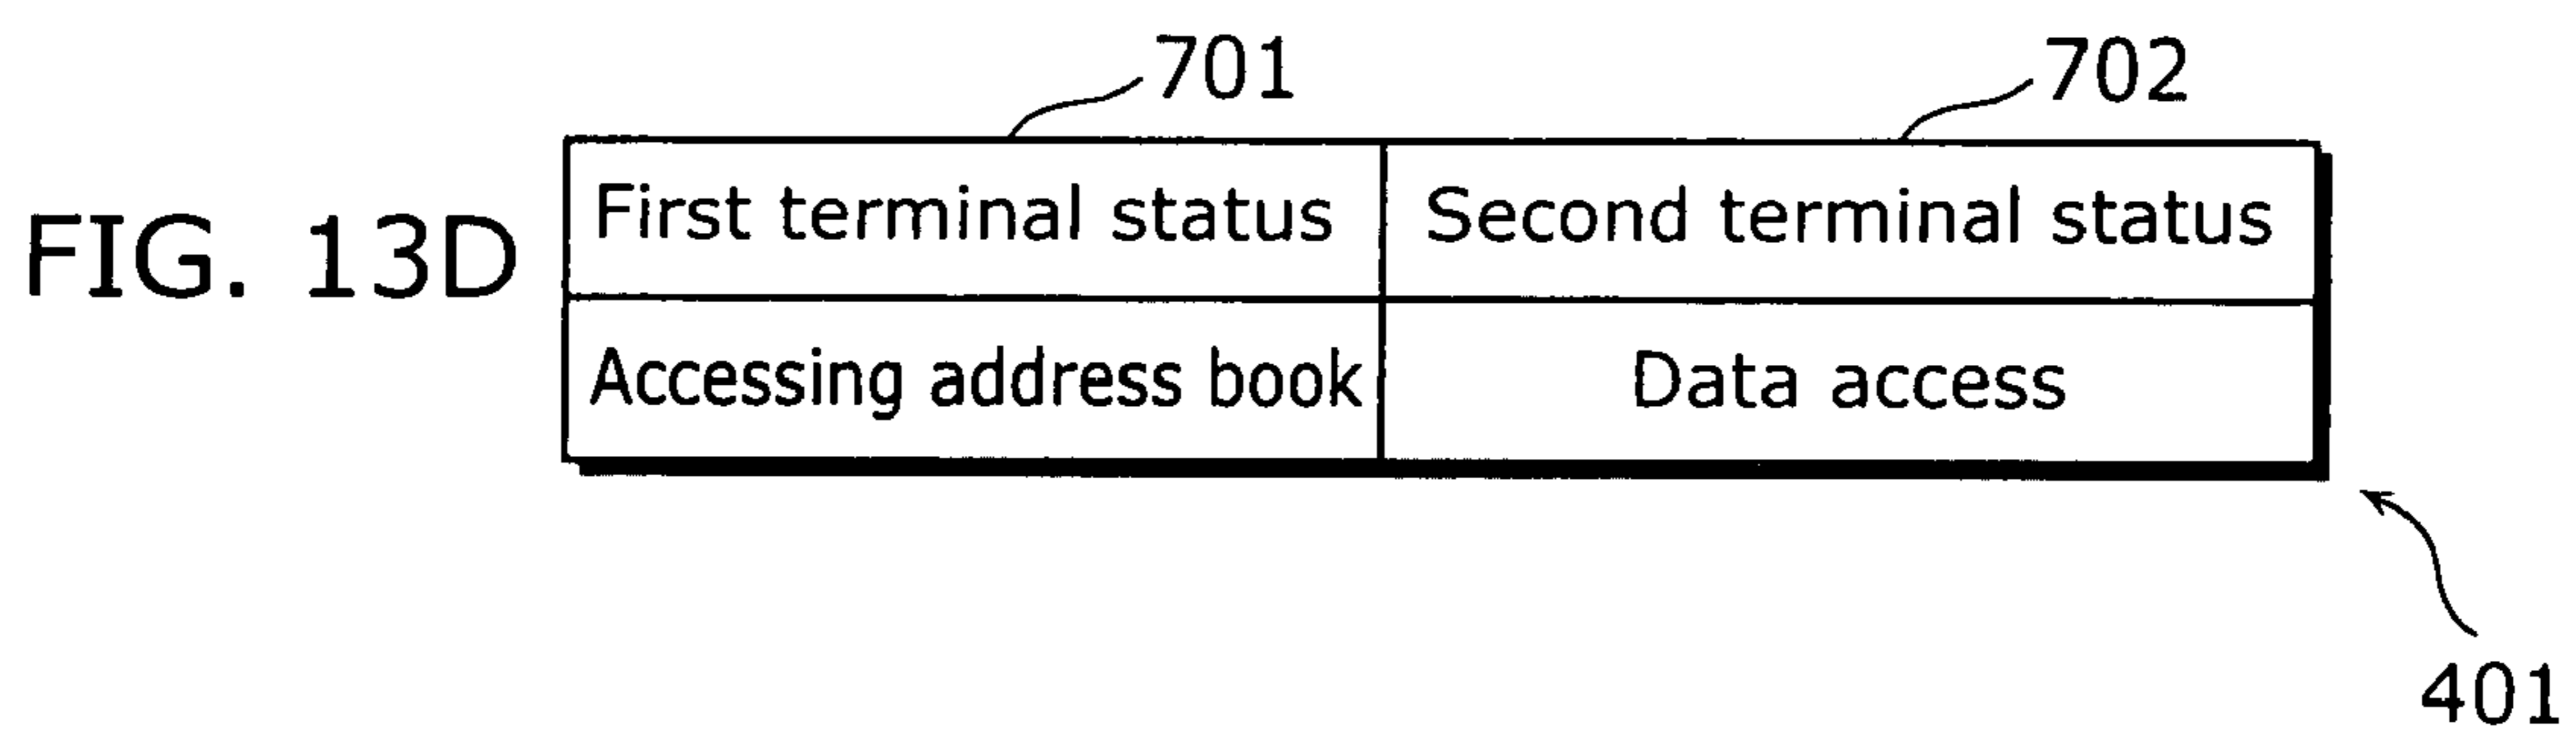 701
702
FIG. 13D
First terminal status
Second terminal status
Accessing address book
Data access
401